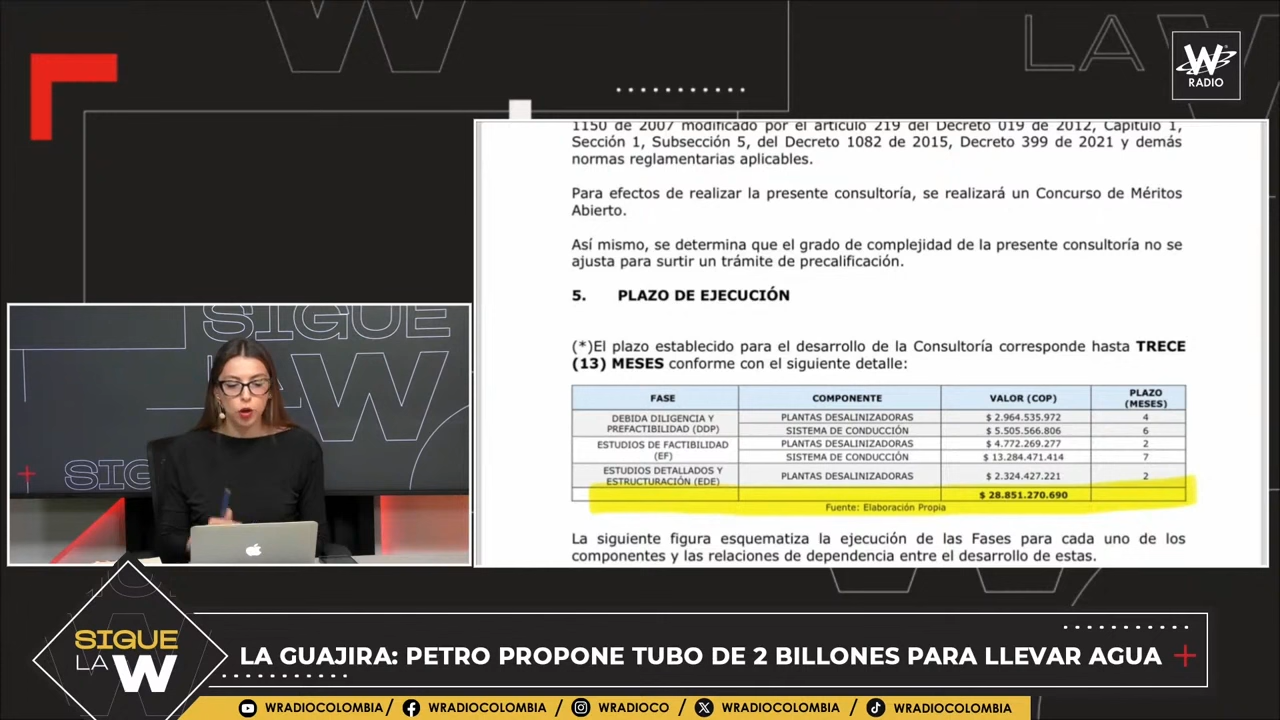 LA
W
RADIO
1150 de 2007 modificado por el artículo 219 del Decreto 019 de 2012, Capítulo 1,
Sección 1, Subsección 5, del Decreto 1082 de 2015, Decreto 399 de 2021 y demás
normas reglamentarias aplicables.
Para efectos de realizar la presente consultoría, se realizará un Concurso de Méritos
Abierto.
Así mismo, se determina que el grado de complejidad de la presente consultoría no se
ajusta para surtir un trámite de precalificación.
5. PLAZO DE EJECUCIÓN
(*)El plazo establecido para el desarrollo de la Consultoría corresponde hasta TRECE
(13) MESES conforme con el siguiente detalle:
FASE COMPONENTE VALOR (COP) PLAZO (MESES)
DEBIDA DILIGENCIA Y PREFACTIBILIDAD (DDP) PLANTAS DESALINIZADORAS $ 2.964.535.972 4
SISTEMA DE CONDUCCIÓN $ 5.505.566.806 6
ESTUDIOS DE FACTIBILIDAD (EF) PLANTAS DESALINIZADORAS $ 4.772.269.277 2
SISTEMA DE CONDUCCIÓN $ 13.284.471.414 7
ESTUDIOS DETALLADOS Y ESTRUCTURACIÓN (EDE) PLANTAS DESALINIZADORAS $ 2.324.427.221 2
$ 28.851.270.690
Fuente: Elaboración Propia
La siguiente figura esquematiza la ejecución de las Fases para cada uno de los
componentes y las relaciones de dependencia entre el desarrollo de estas.
SIGUE
LA W
SIG
SIGUE
LA W
LA GUAJIRA: PETRO PROPONE TUBO DE 2 BILLONES PARA LLEVAR AGUA
WRADIOCOLOMBIA / WRADIOCOLOMBIA / WRADIOCO / WRADIOCOLOMBIA / WRADIOCOLOMBIA